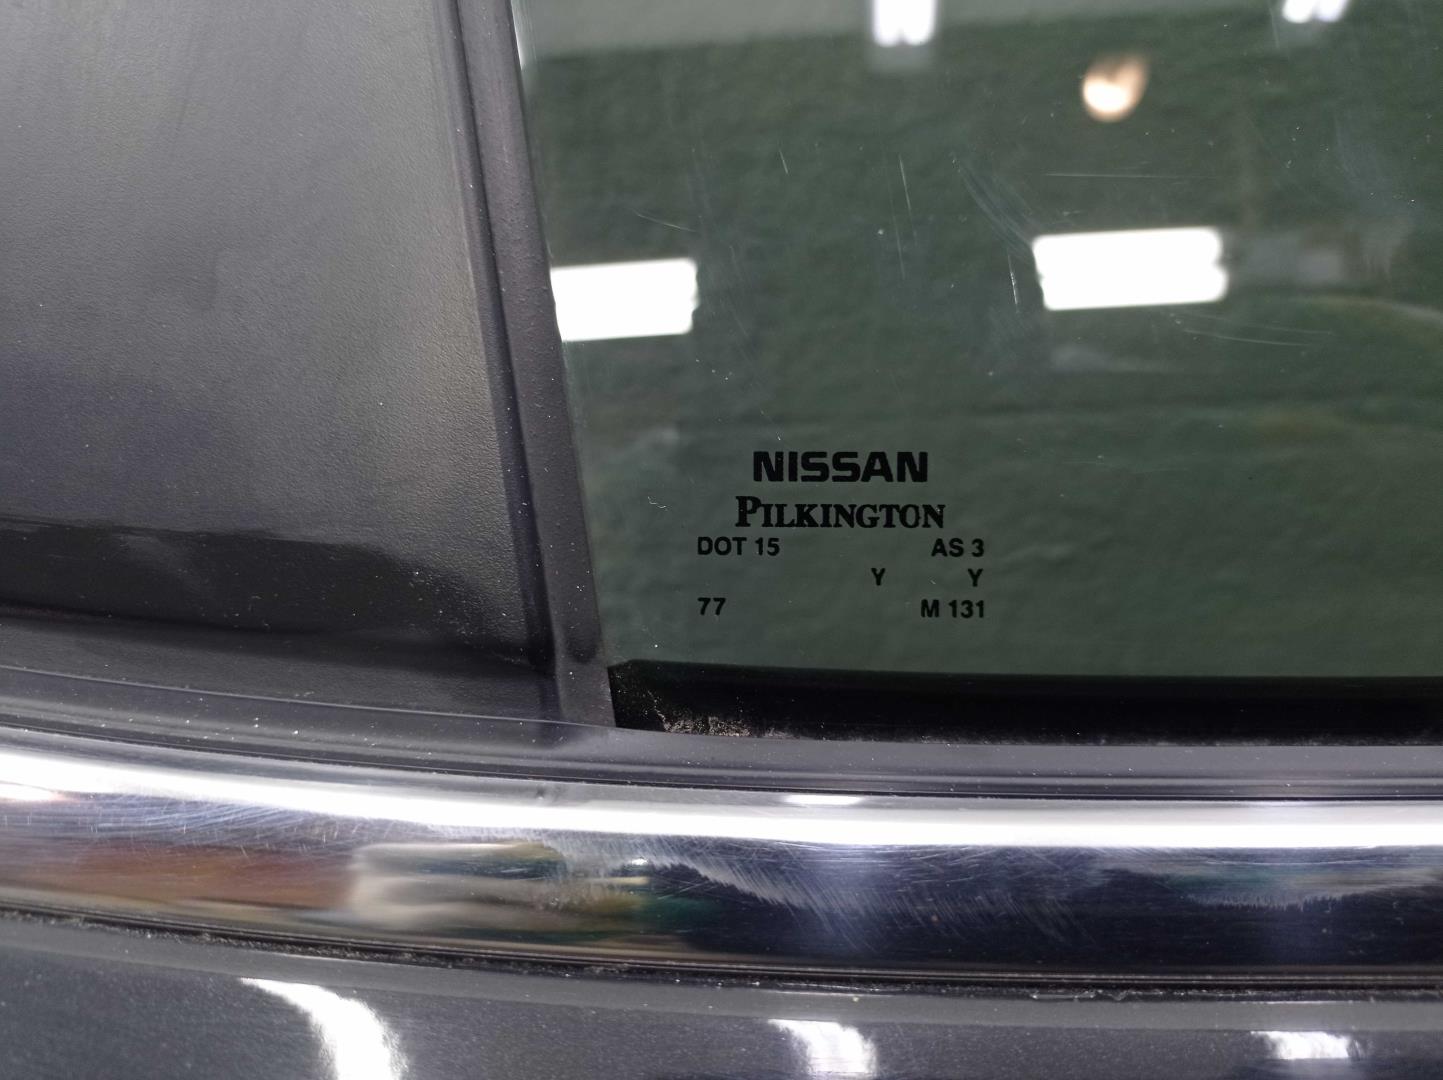 NISSAN
PILKINGTON
DOT 15 AS 3
Y Y
77 M 131